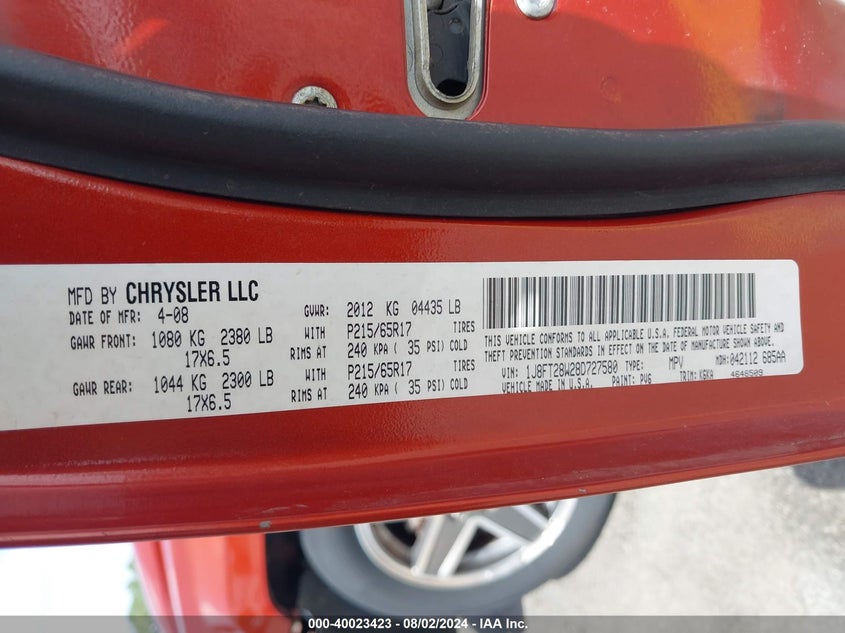 MFD BY CHRYSLER LLC
DATE OF MFR: 4-08 GVWR: 2012 KG 04435 LB
GAWR FRONT: 1080 KG 2380 LB WITH P215/65R17 TIRES
17X6.5 RIMS AT 240 KPA ( 35 PSI) COLD
GAWR REAR: 1044 KG 2300 LB WITH P215/65R17 TIRES
17X6.5 RIMS AT 240 KPA ( 35 PSI) COLD
THIS VEHICLE CONFORMS TO ALL APPLICABLE U.S.A. FEDERAL MOTOR VEHICLE SAFETY AND
THEFT PREVENTION STANDARDS IN EFFECT ON THE DATE OF MANUFACTURE SHOWN ABOVE.
VIN: 1J8FT28W28D727580 TYPE: MPV MDH: 042112 685AA
VEHICLE MADE IN U.S.A. PAINT: PV6 TRIM: K6KA 4648509
000-40023423 - 08/02/2024 - IAA Inc.